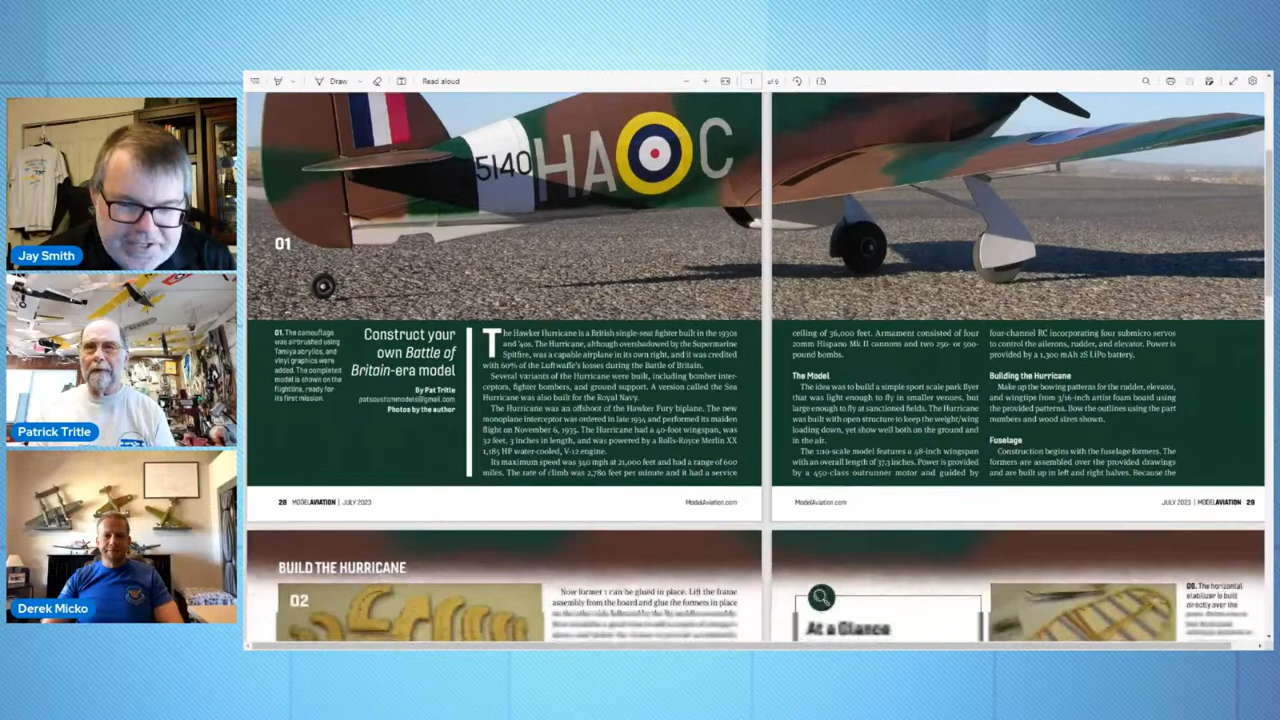 Draw
Read aloud
1
of 6
5140
HA C
01
01. The camouflage
was airbrushed using
Tamiya acrylics, and
vinyl graphics were
added. The completed
model is shown on the
flightline, ready for
its first mission.
Construct your
own Battle of
Britain-era model
By Pat Tritle
patscustommodels@gmail.com
Photos by the author
The Hawker Hurricane is a British single-seat fighter built in the 1930s
and '40s. The Hurricane, although overshadowed by the Supermarine
Spitfire, was a capable airplane in its own right, and it was credited
with 60% of the Luftwaffe's losses during the Battle of Britain.
Several variants of the Hurricane were built, including bomber inter-
ceptors, fighter bombers, and ground support. A version called the Sea
Hurricane was also built for the Royal Navy.
The Hurricane was an offshoot of the Hawker Fury biplane. The new
monoplane interceptor was ordered in late 1934 and performed its maiden
flight on November 6, 1935. The Hurricane had a 40-foot wingspan, was
32 feet, 3 inches in length, and was powered by a Rolls-Royce Merlin XX
1,185 HP water-cooled, V-12 engine.
Its maximum speed was 340 mph at 21,000 feet and had a range of 600
miles. The rate of climb was 2,780 feet per minute and it had a service
ceiling of 36,000 feet. Armament consisted of four
20mm Hispano Mk II cannons and two 250- or 500-
pound bombs.
The Model
The idea was to build a simple sport scale park flyer
that was light enough to fly in smaller venues, but
large enough to fly at sanctioned fields. The Hurricane
was built with open structure to keep the weight/wing
loading down, yet show well both on the ground and
in the air.
The 1:10-scale model features a 48-inch wingspan
with an overall length of 37.3 inches. Power is provided
by a 450-class outrunner motor and guided by
four-channel RC incorporating four submicro servos
to control the ailerons, rudder, and elevator. Power is
provided by a 1,300 mAh 2S LiPo battery.
Building the Hurricane
Make up the bowing patterns for the rudder, elevator,
and wingtips from 3/16-inch artist foam board using
the provided patterns. Bow the outlines using the part
numbers and wood sizes shown.
Fuselage
Construction begins with the fuselage formers. The
formers are assembled over the provided drawings
and are built up in left and right halves. Because the
28 MODELAVIATION | JULY 2023
ModelAviation.com
ModelAviation.com
JULY 2023 | MODELAVIATION 29
BUILD THE HURRICANE
02
Now former 1 can be glued in place. Lift the frame
assembly from the board and glue the formers in place
At a Glance
06. The horizontal
stabilizer is built
directly over the
Jay Smith
Patrick Tritle
Derek Micko